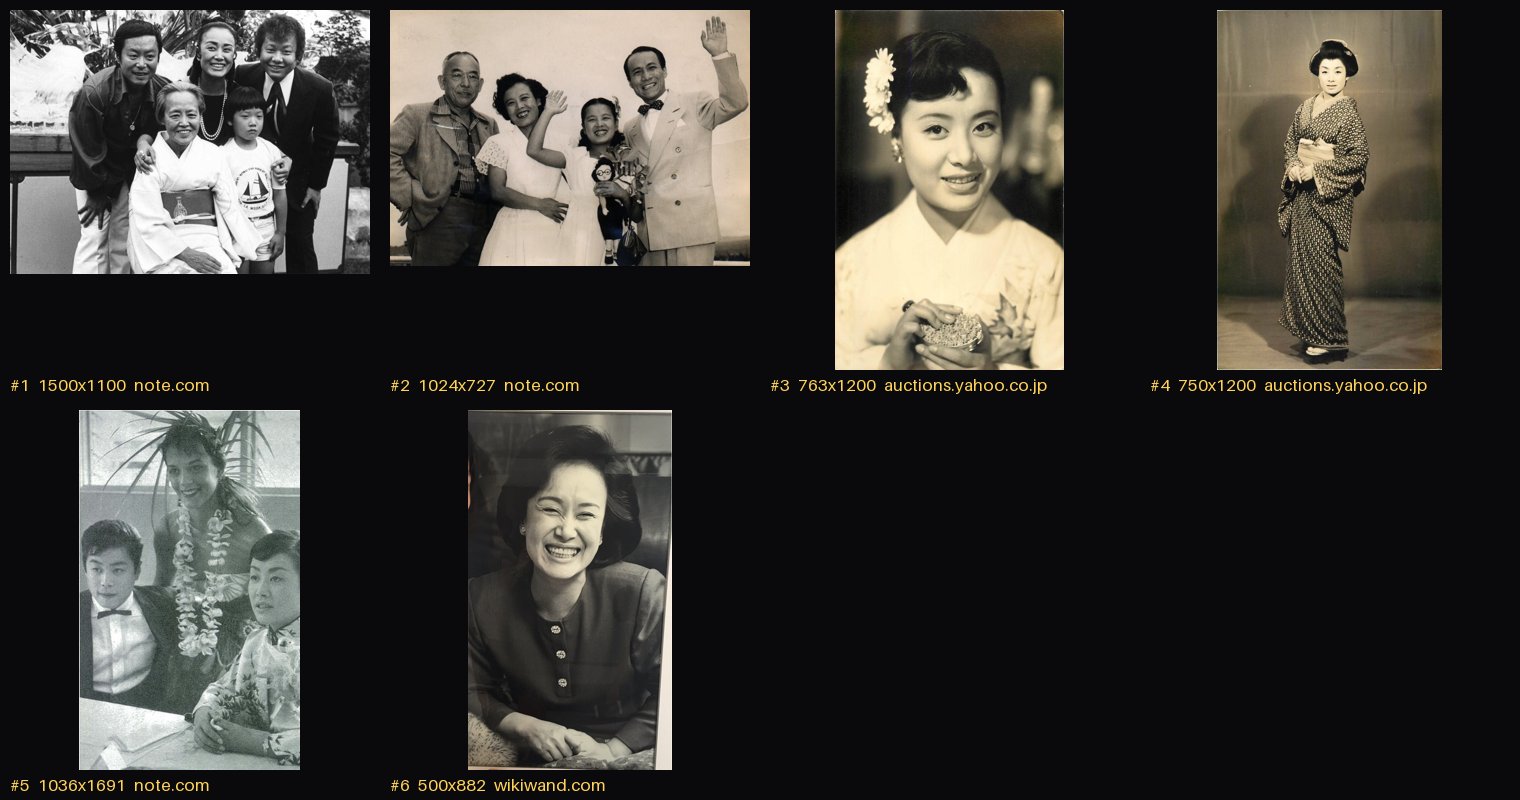 #1 1500x1100 note.com
#2 1024x727 note.com
#3 763x1200 auctions.yahoo.co.jp
#4 750x1200 auctions.yahoo.co.jp
#5 1036x1691 note.com
#6 500x882 wikiwand.com